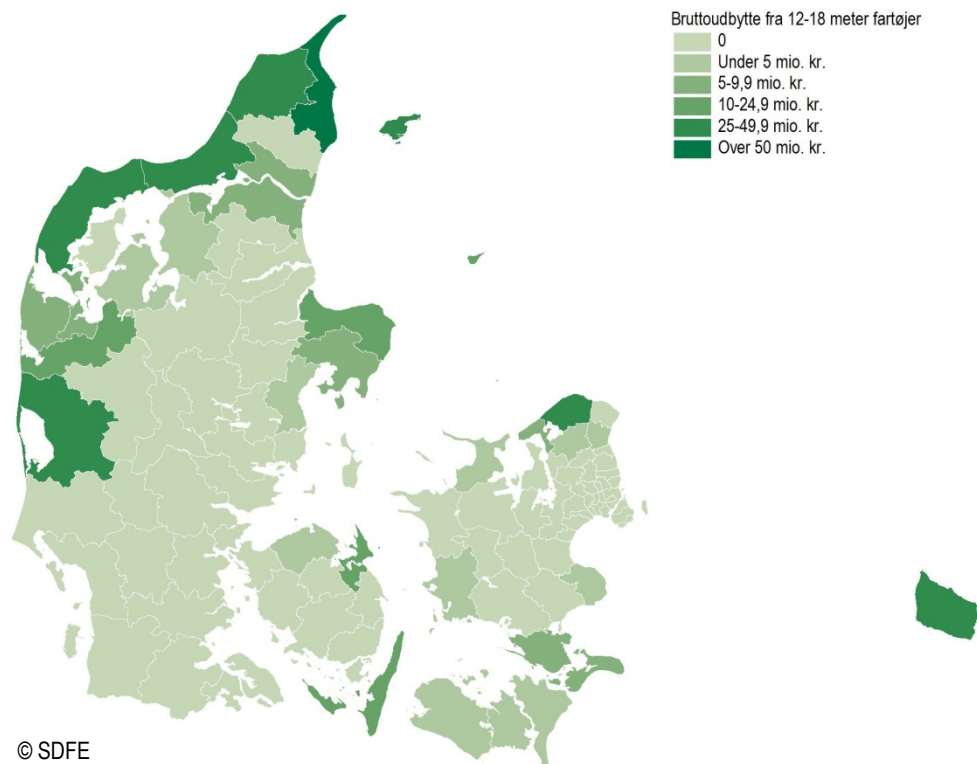 Bruttoudbytte fra 12-18 meter fartøjer
0
Under 5 mio. kr.
5-9,9 mio. kr.
10-24,9 mio. kr.
25-49,9 mio. kr.
Over 50 mio. kr.
© SDFE